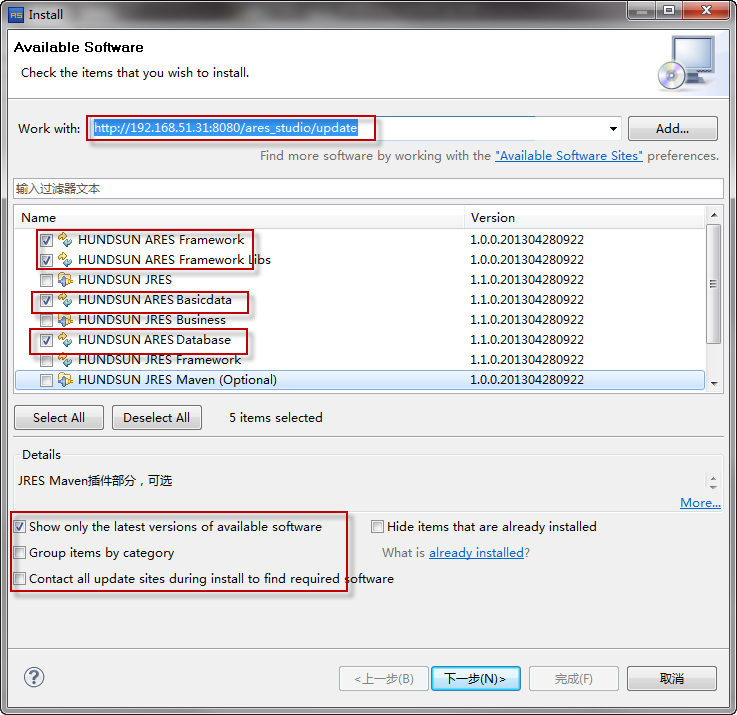 Install
Available Software
Check the items that you wish to install.
Work with: http://192.168.51.31:8080/ares_studio/update Add...
Find more software by working with the "Available Software Sites" preferences.
输入过滤器文本
Name Version
HUNDSUN ARES Framework 1.0.0.201304280922
HUNDSUN ARES Framework Libs 1.0.0.201304280922
HUNDSUN JRES 1.1.0.201304280922
HUNDSUN ARES Basicdata 1.1.0.201304280922
HUNDSUN JRES Business 1.1.0.201304280922
HUNDSUN ARES Database 1.1.0.201304280922
HUNDSUN JRES Framework 1.1.0.201304280922
HUNDSUN JRES Maven (Optional) 1.0.0.201304280922
Select All Deselect All 5 items selected
Details
JRES Maven插件部分，可选
More...
Show only the latest versions of available software Hide items that are already installed
Group items by category What is already installed?
Contact all update sites during install to find required software
<上一步(B) 下一步(N)> 完成(F) 取消